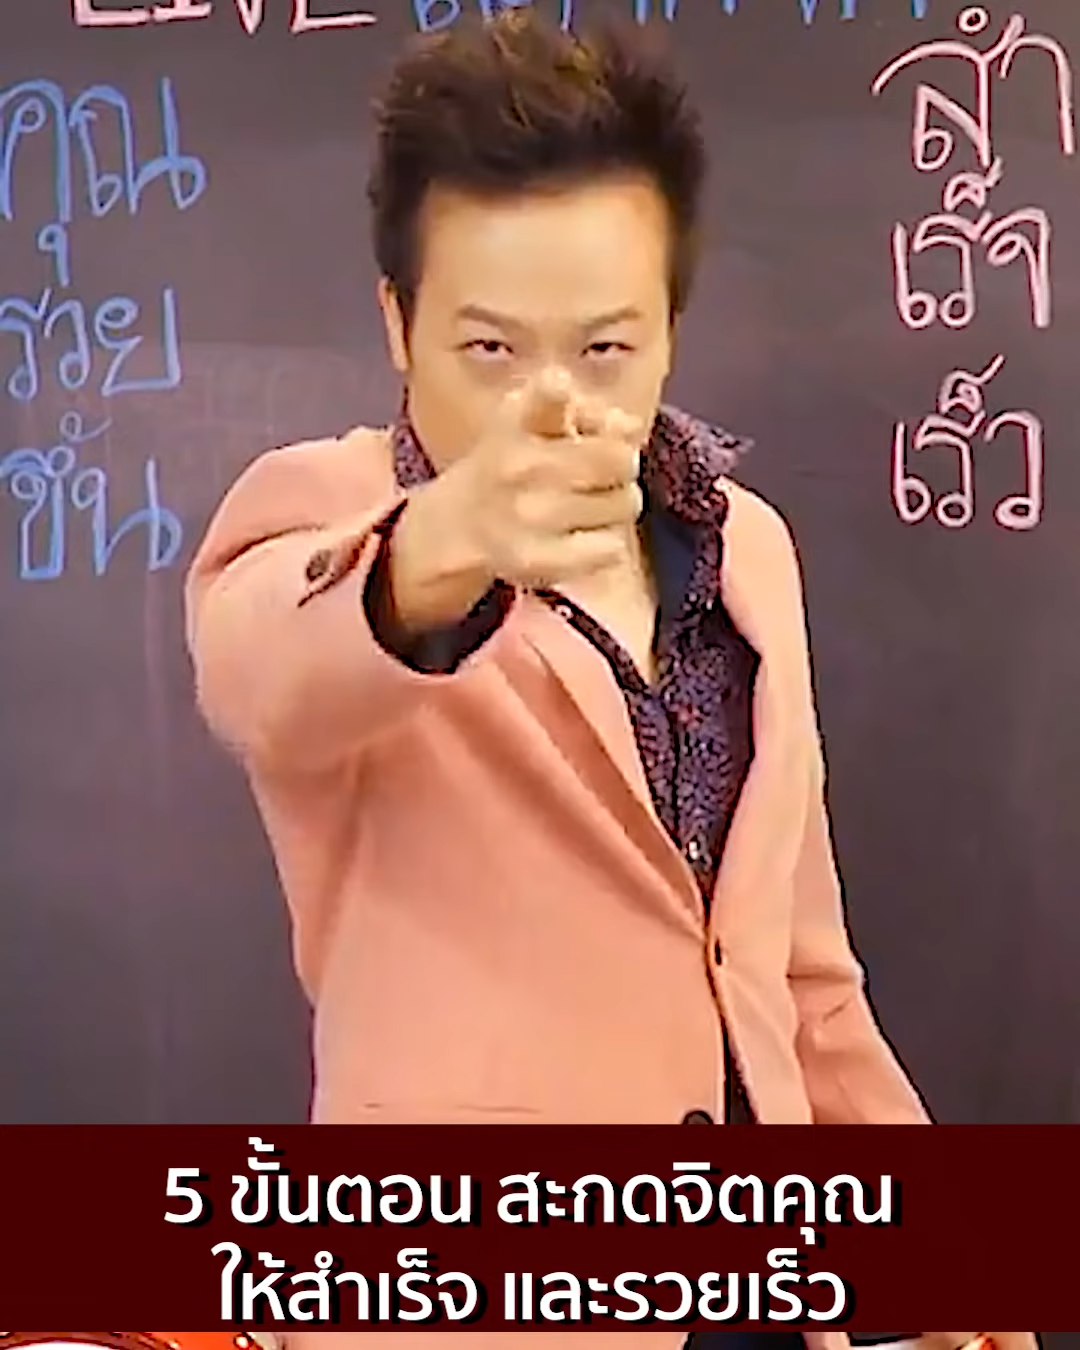 LIVE
คุณ
รวย
ขึ้น
สำ
เร็จ
เร็ว
5 ขั้นตอน สะกดจิตคุณ
ให้สำเร็จ และรวยเร็ว